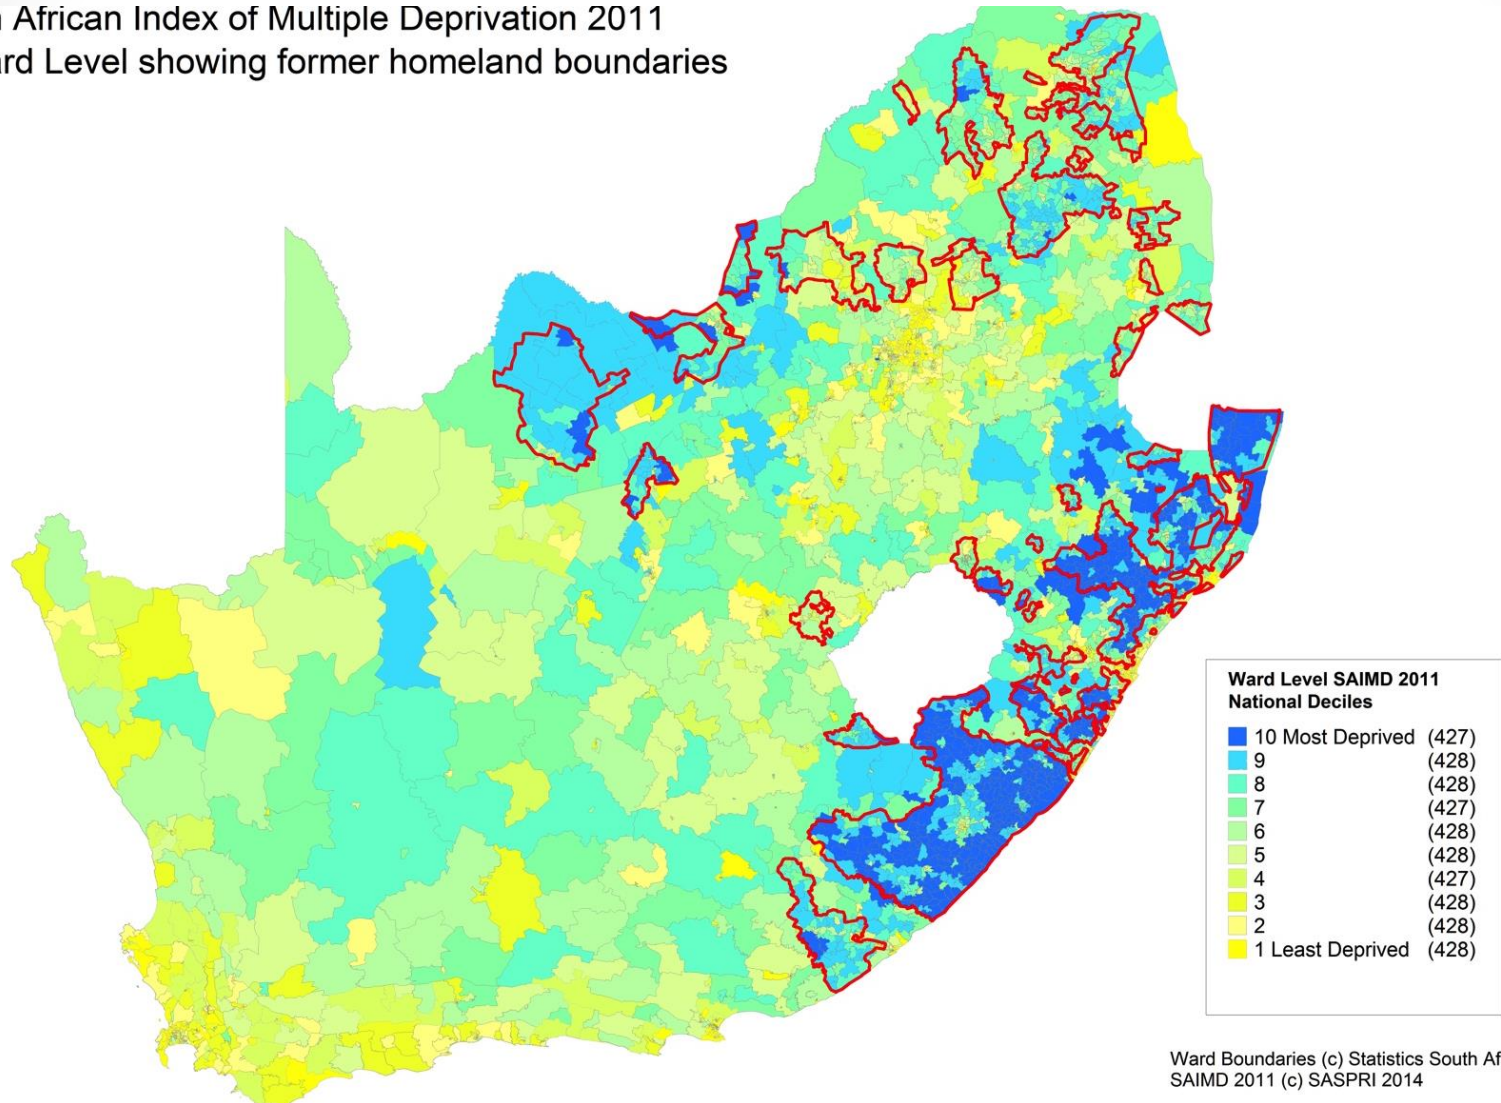 African Index of Multiple Deprivation 2011
Level showing former homeland boundaries
Ward Level SAIMD 2011
National Deciles
10 Most Deprived (427)
9 (428)
8 (428)
7 (427)
6 (428)
5 (428)
4 (427)
3 (428)
2 (428)
1 Least Deprived (428)
Ward Boundaries (c) Statistics South Af
SAIMD 2011 (c) SASPRI 2014